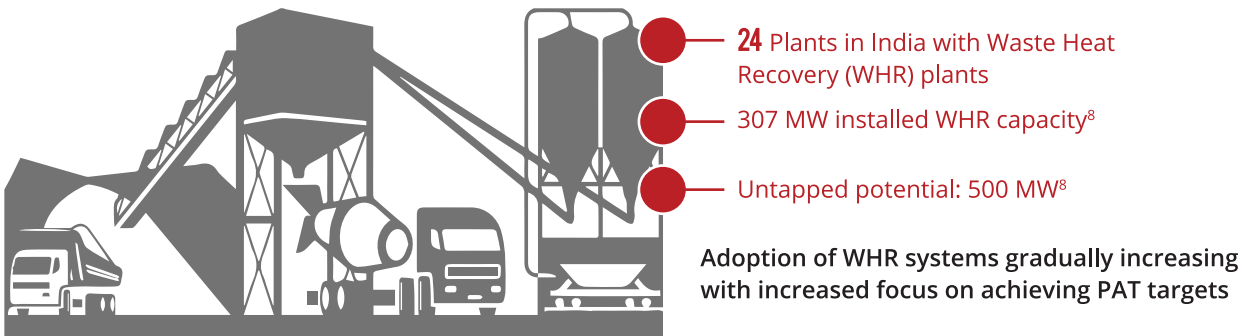 24 Plants in India with Waste Heat
Recovery (WHR) plants
307 MW installed WHR capacity⁸
Untapped potential: 500 MW⁸
Adoption of WHR systems gradually increasing
with increased focus on achieving PAT targets